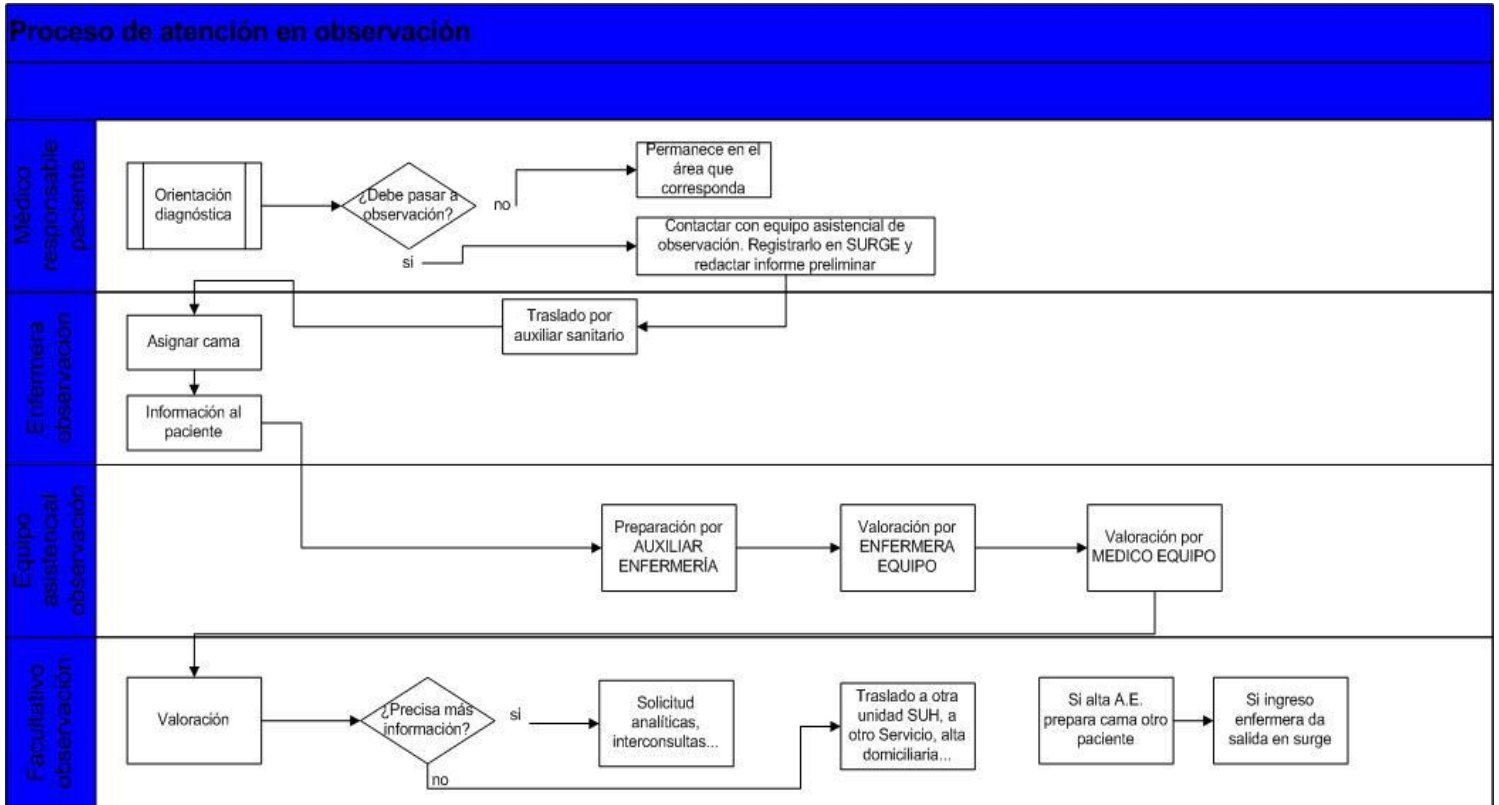 Proceso de atención en observación
Médico
responsable
paciente
Orientación
diagnóstica
¿Debe pasar a
observación?
no
si
Permanece en el
área que
corresponda
Contactar con equipo asistencial de
observación. Registrarlo en SURGE y
redactar informe preliminar
Enfermera
observación
Asignar cama
Traslado por
auxiliar sanitario
Información al
paciente
Equipo
asistencial
observación
Preparación por
AUXILIAR
ENFERMERÍA
Valoración por
ENFERMERA
EQUIPO
Valoración por
MEDICO EQUIPO
Facultativo
observación
Valoración
¿Precisa más
información?
si
no
Solicitud
analíticas,
interconsultas...
Traslado a otra
unidad SUH, a
otro Servicio, alta
domiciliaria...
Si alta A.E.
prepara cama otro
paciente
Si ingreso
enfermera da
salida en surge